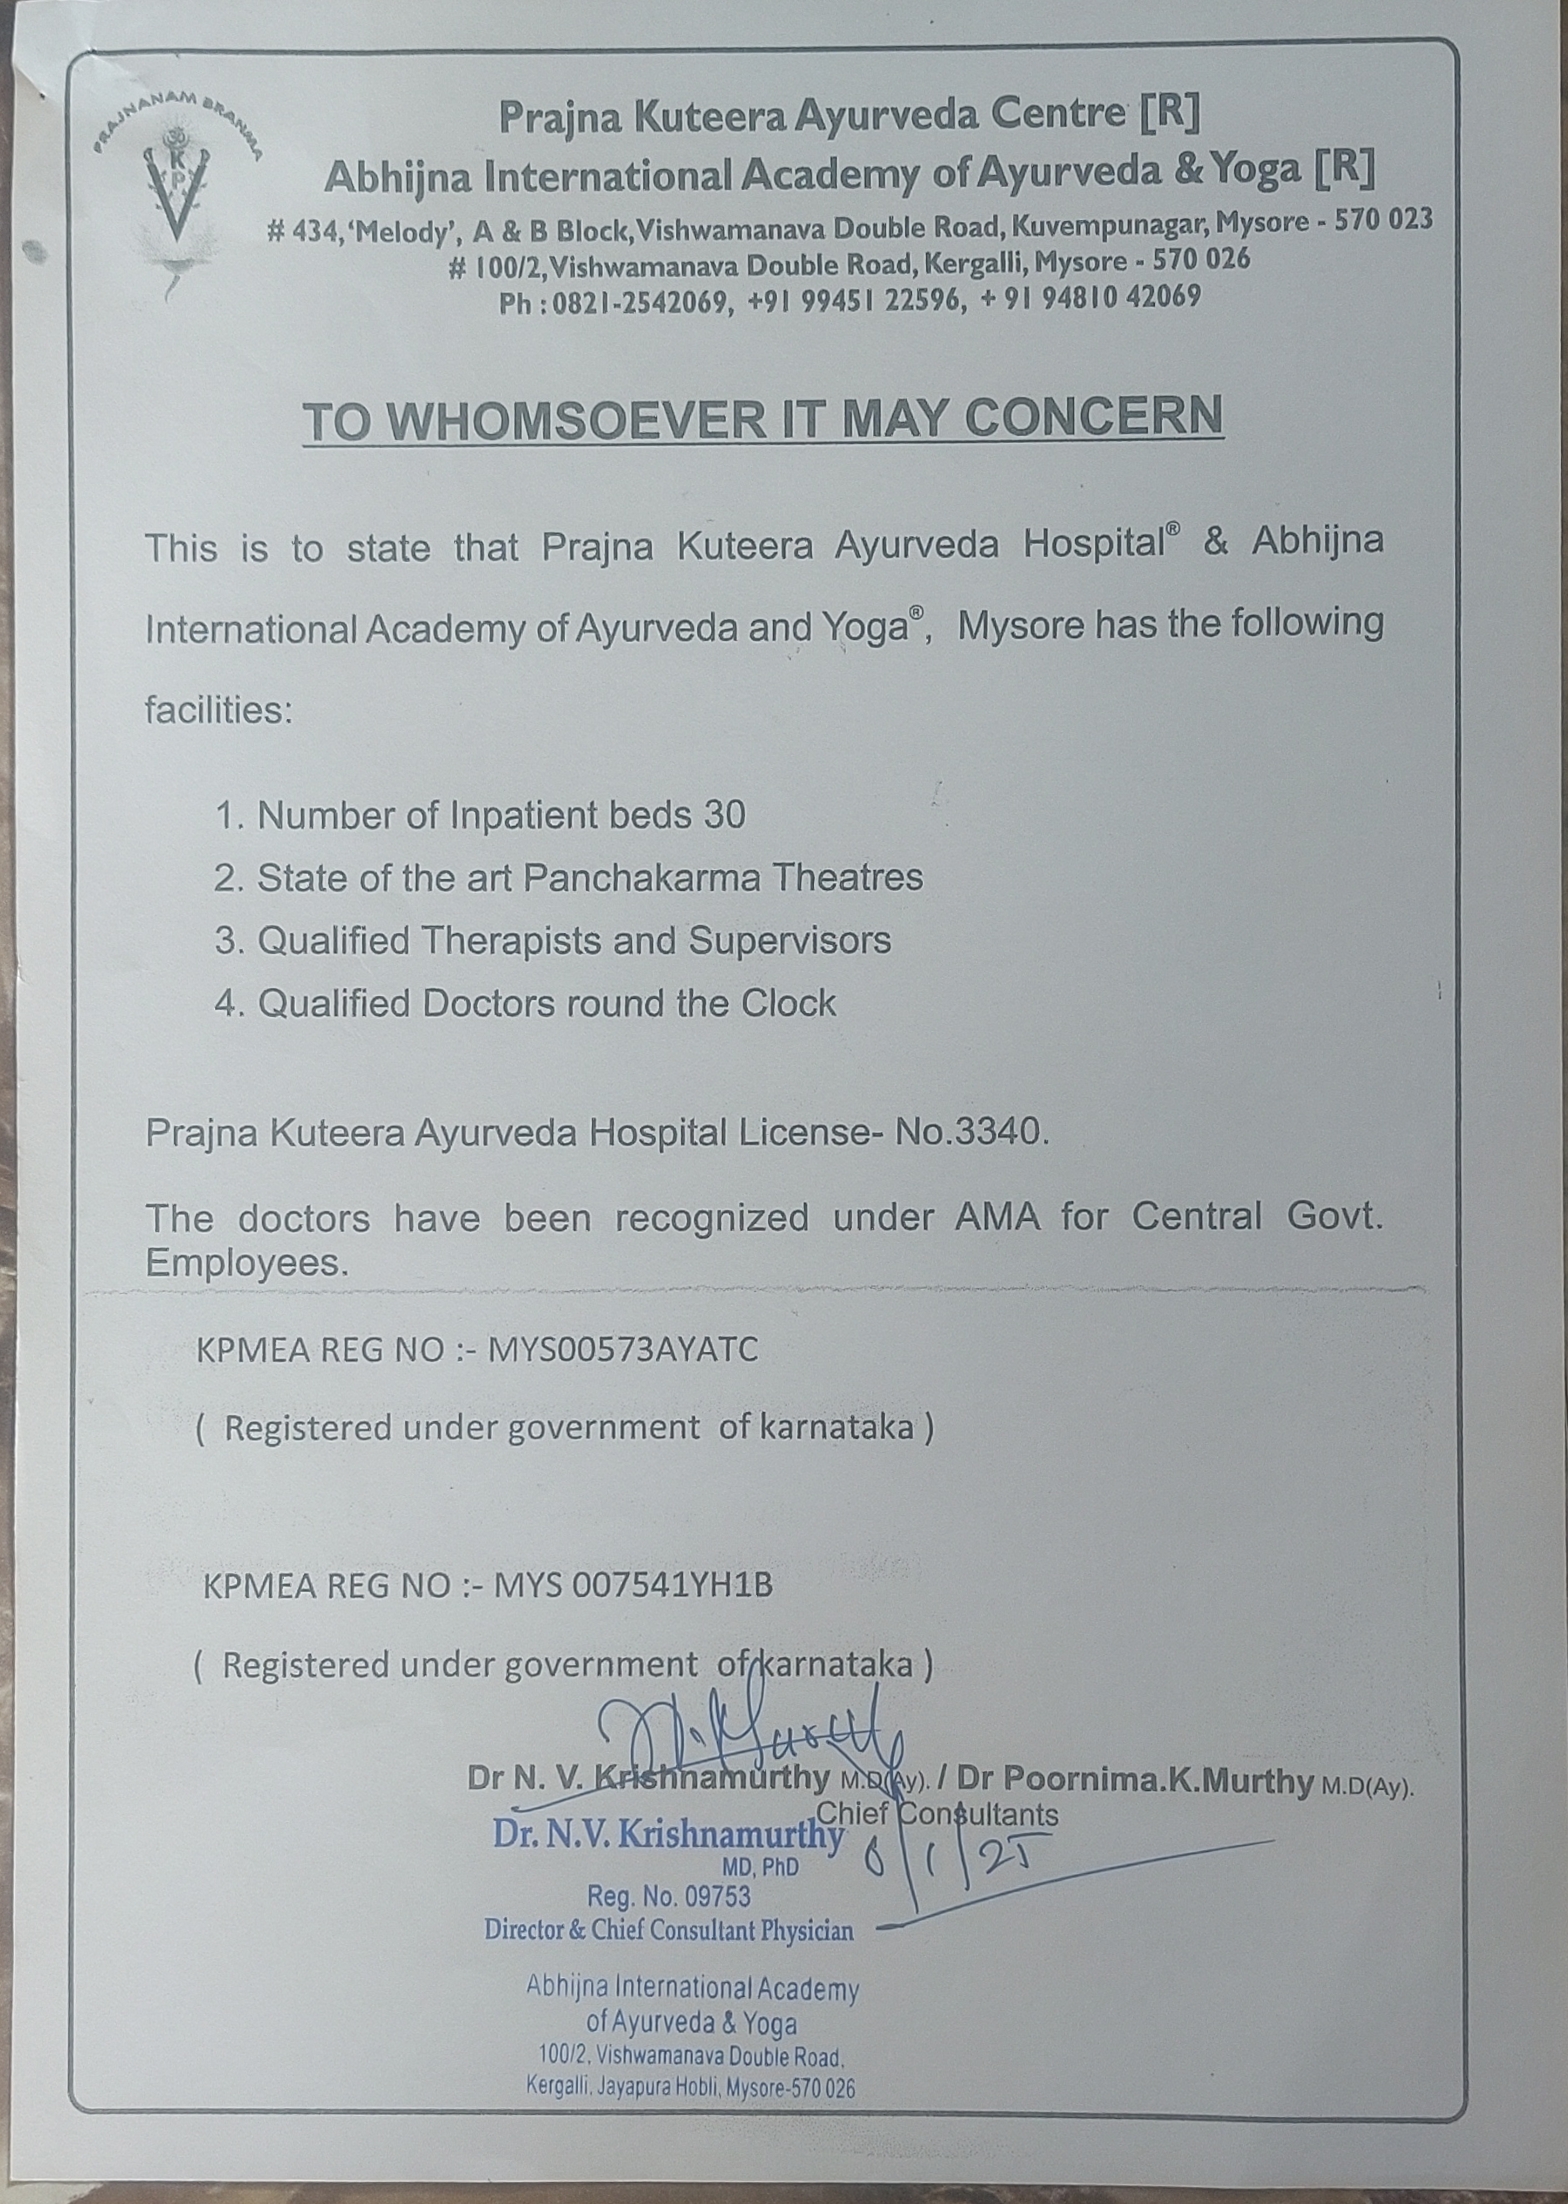 PRAJNANAM BRANMA
ॐ
K
P
V
Prajna Kuteera Ayurveda Centre [R]
Abhijna International Academy of Ayurveda & Yoga [R]
# 434, ‘Melody’, A & B Block, Vishwamanava Double Road, Kuvempunagar, Mysore - 570 023
# 100/2, Vishwamanava Double Road, Kergalli, Mysore - 570 026
Ph : 0821-2542069, +91 99451 22596, + 91 94810 42069
TO WHOMSOEVER IT MAY CONCERN
This is to state that Prajna Kuteera Ayurveda Hospital® & Abhijna
International Academy of Ayurveda and Yoga®, Mysore has the following
facilities:
1. Number of Inpatient beds 30
2. State of the art Panchakarma Theatres
3. Qualified Therapists and Supervisors
4. Qualified Doctors round the Clock
Prajna Kuteera Ayurveda Hospital License- No.3340.
The doctors have been recognized under AMA for Central Govt.
Employees.
KPMEA REG NO :- MYS00573AYATC
( Registered under government of karnataka )
KPMEA REG NO :- MYS 007541YH1B
( Registered under government of karnataka )
Dr N. V. Krishnamurthy M.D(Ay). / Dr Poornima.K.Murthy M.D(Ay).
Chief Consultants
Dr. N.V. Krishnamurthy
MD, PhD
6/1/25
Reg. No. 09753
Director & Chief Consultant Physician
Abhijna International Academy
of Ayurveda & Yoga
100/2, Vishwamanava Double Road,
Kergalli, Jayapura Hobli, Mysore-570 026